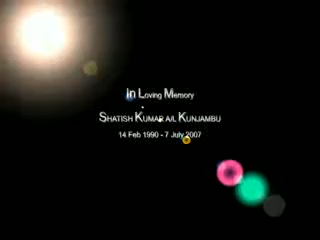 In Loving Memory
SHATISH KUMAR A/L KUNJAMBU
14 Feb 1990 - 7 July 2007